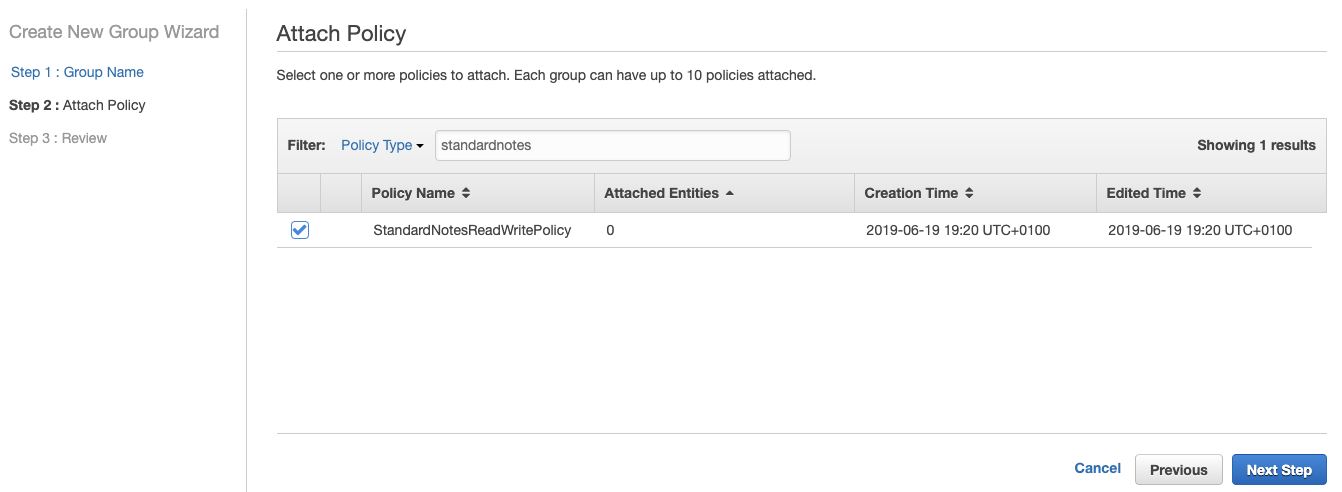 Create New Group Wizard
Step 1 : Group Name
Step 2 : Attach Policy
Step 3 : Review
Attach Policy
Select one or more policies to attach. Each group can have up to 10 policies attached.
Filter: Policy Type standardnotes Showing 1 results
Policy Name Attached Entities Creation Time Edited Time
StandardNotesReadWritePolicy 0 2019-06-19 19:20 UTC+0100 2019-06-19 19:20 UTC+0100
Cancel Previous Next Step